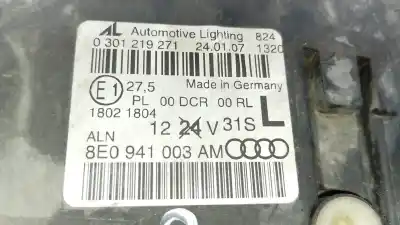 AL Automotive Lighting 824
0 301 219 271 24.01.07 1320
E1 27,5 Made in Germany
PL 00 DCR 00 RL
1802 1804 L
12 24 V 31S
ALN
8E0 941 003 AM